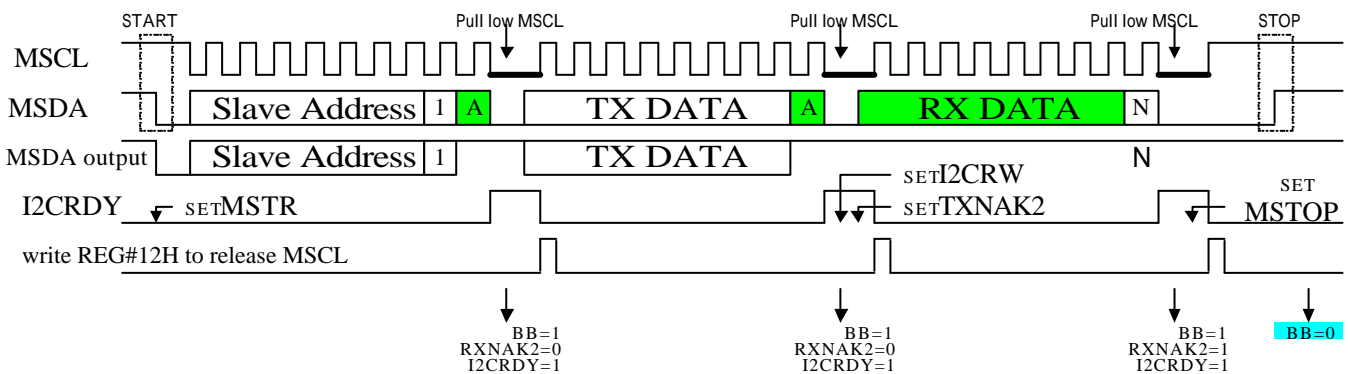 START Pull low MSCL Pull low MSCL Pull low MSCL STOP
MSCL
MSDA Slave Address 1 A TX DATA A RX DATA N
MSDA output Slave Address 1 TX DATA N
SETI2CRW
I2CRDY SETMSTR SETTXNAK2 SET
MSTOP
write REG#12H to release MSCL
BB=1 BB=1 BB=1 BB=0
RXNAK2=0 RXNAK2=0 RXNAK2=1
I2CRDY=1 I2CRDY=1 I2CRDY=1